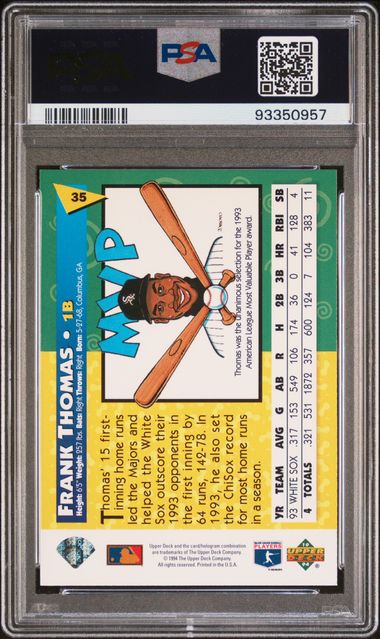 PSA
93350957
35
FRANK THOMAS • 1B
Height: 6'5" Weight: 257 lbs. Bats: Right Throws: Right Born: 5-27-68, Columbus, GA
MVP
Thomas was the unanimous selection for the 1993
American League Most Valuable Player award.
Thomas' 15 first-
inning home runs
led the Majors and
helped the White
Sox outscore their
1993 opponents in
the first inning by
64 runs, 142-78. In
1993, he also set
the ChiSox record
for most home runs
in a season.
YR TEAM AVG G AB R H 2B 3B HR RBI SB
93 WHITE SOX .317 153 549 106 174 36 0 41 128 4
4 TOTALS .321 531 1872 357 600 124 7 104 383 11
Upper Deck and the card/hologram combination
are trademarks of The Upper Deck Company.
© 1994 The Upper Deck Company.
All rights reserved. Printed in the U.S.A.
PLAYERS
UPPER DECK